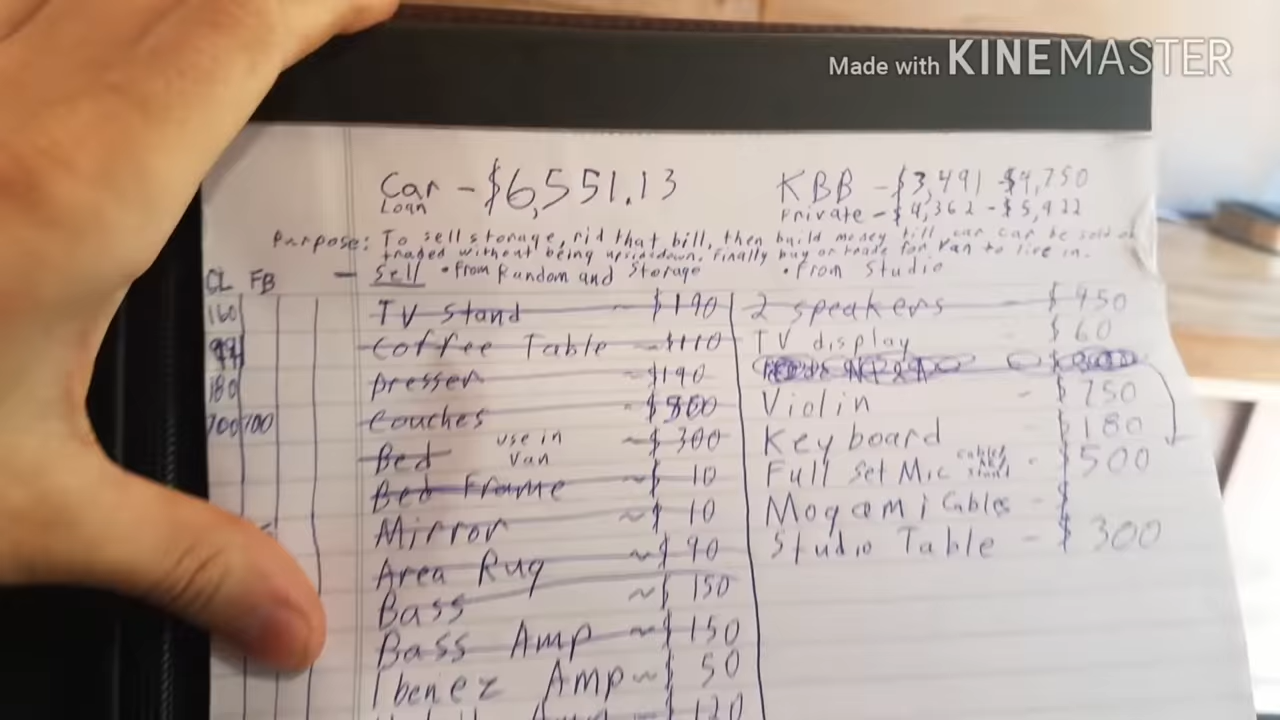 Made with KINEMASTER
Car Loan - $6,551.13
KBB - $3,491 - $4,750
Private - $4,362 - $5,922
Purpose: To sell storage, rid that bill, then build money till car can be sold or
traded without being upsidedown. Finally buy or trade for van to live in.
CL FB
- Sell • From Random and Storage
• From Studio
160 TV Stand - $190
Coffee Table ~ $110
180 Dresser ~ $190
700 700 Couches ~ $800
Bed use in van ~ $300
Bed Frame ~ $ 10
Mirror ~ $ 10
Area Rug ~ $ 90
Bass ~ $ 150
Bass Amp ~ $ 150
Ibenez Amp ~ $ 50
120
2 speakers - $ 450
TV display $ 60
Violin - $ 250
Keyboard $ 180
Full set Mic cables stand - $ 500
Mogami Cables - $
Studio Table - $ 300